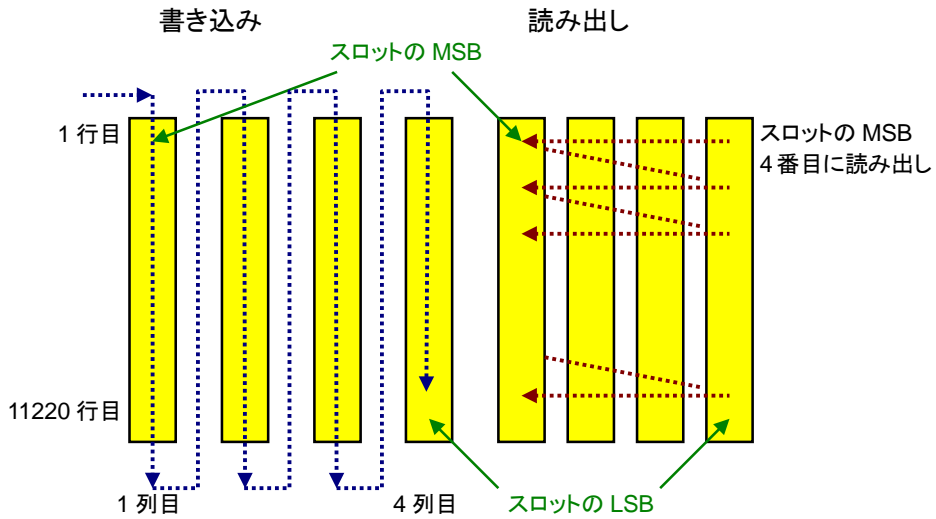 書き込み
読み出し
スロットの MSB
1 行目
スロットの MSB
4 番目に読み出し
11220 行目
1 列目
4 列目
スロットの LSB